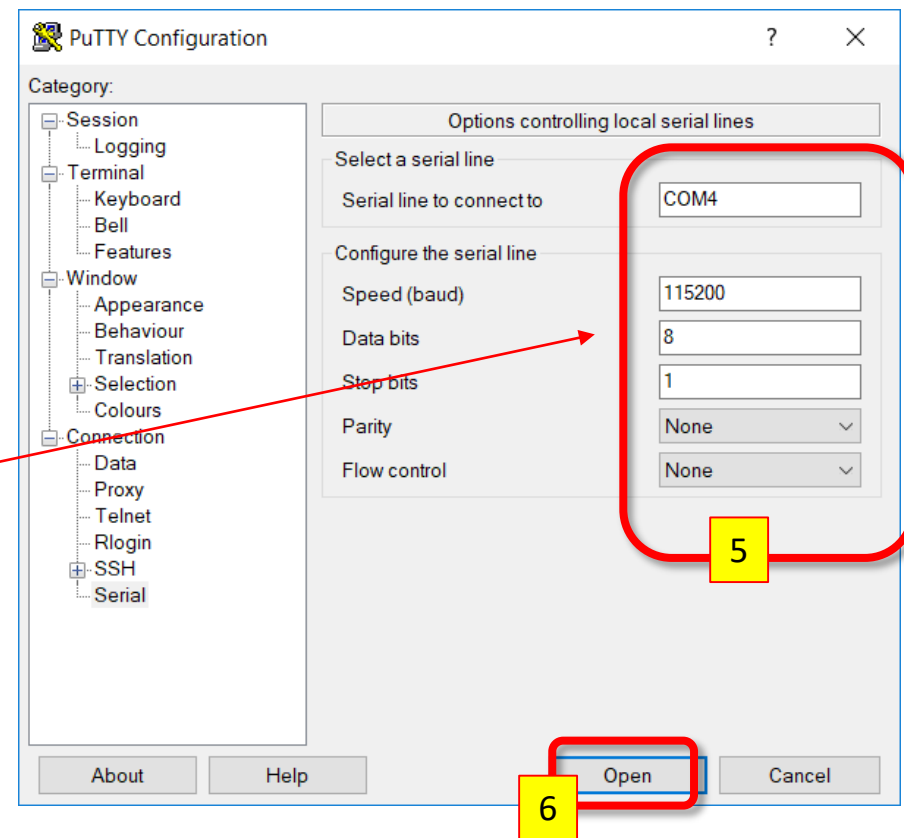 PuTTY Configuration
?
Category:
Session
Logging
Terminal
Keyboard
Bell
Features
Window
Appearance
Behaviour
Translation
Selection
Colours
Connection
Data
Proxy
Telnet
Rlogin
SSH
Serial
Options controlling local serial lines
Select a serial line
Serial line to connect to COM4
Configure the serial line
Speed (baud) 115200
Data bits 8
Stop bits 1
Parity None
Flow control None
5
About Help Open Cancel
6